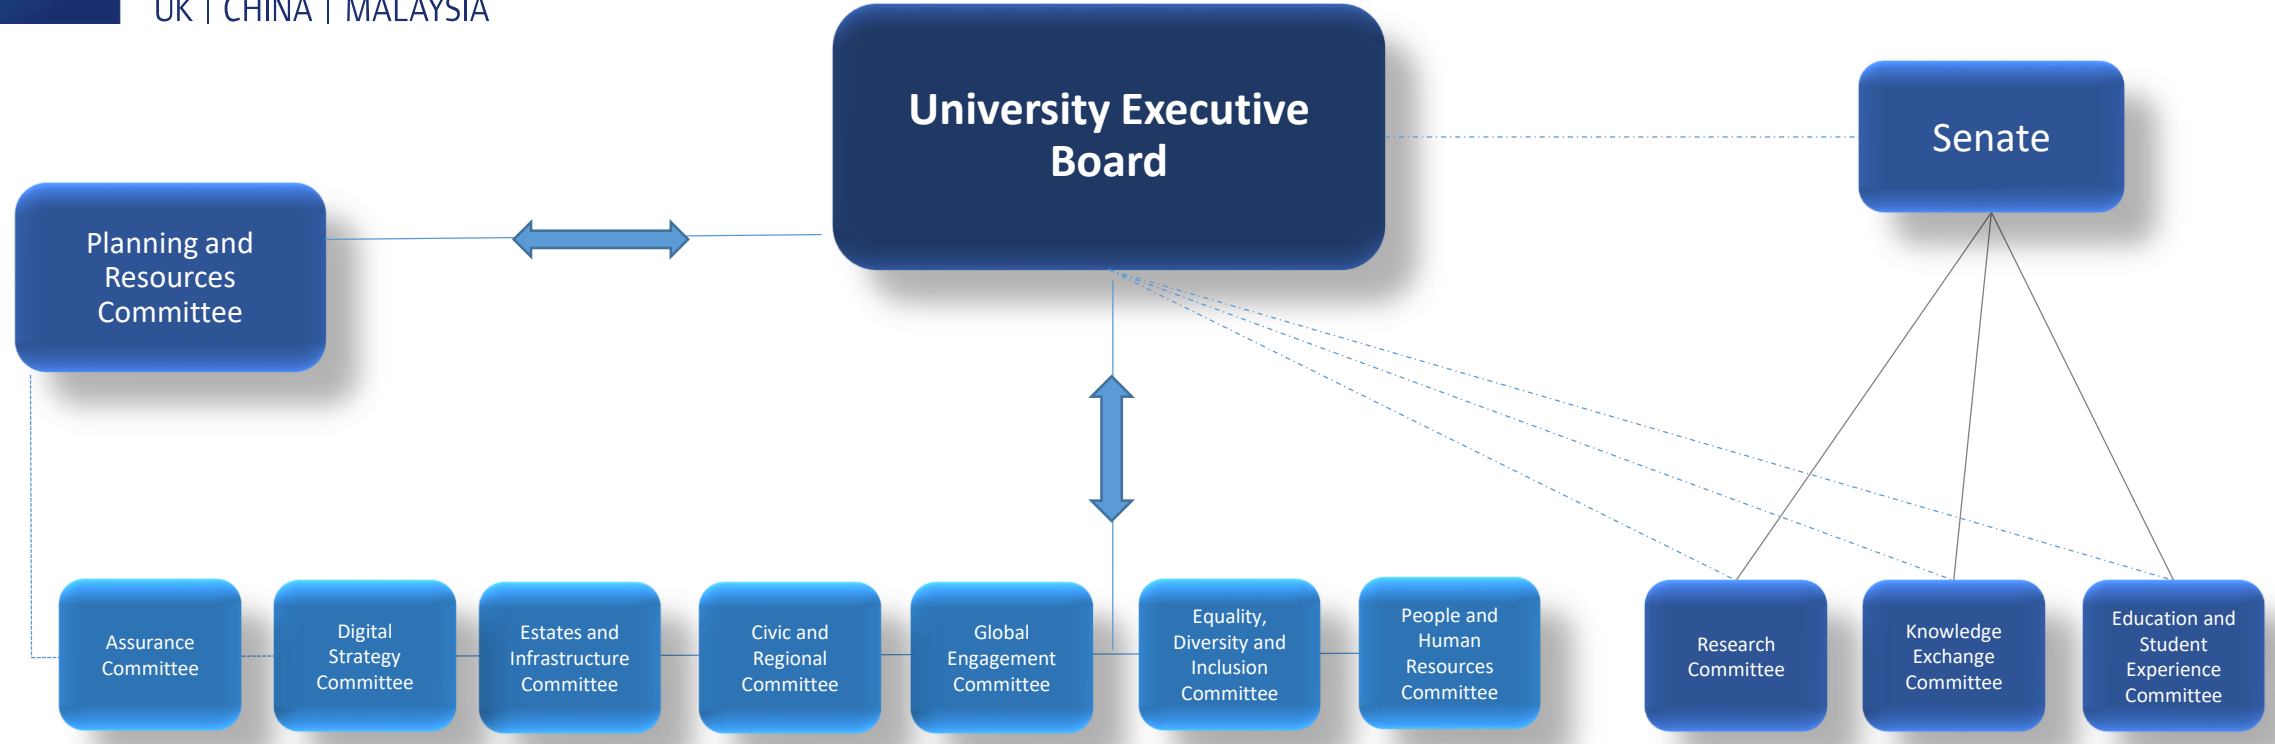 UK | CHINA | MALAYSIA
University Executive
Board
Senate
Planning and
Resources
Committee
Assurance
Committee
Digital
Strategy
Committee
Estates and
Infrastructure
Committee
Civic and
Regional
Committee
Global
Engagement
Committee
Equality,
Diversity and
Inclusion
Committee
People and
Human
Resources
Committee
Research
Committee
Knowledge
Exchange
Committee
Education and
Student
Experience
Committee